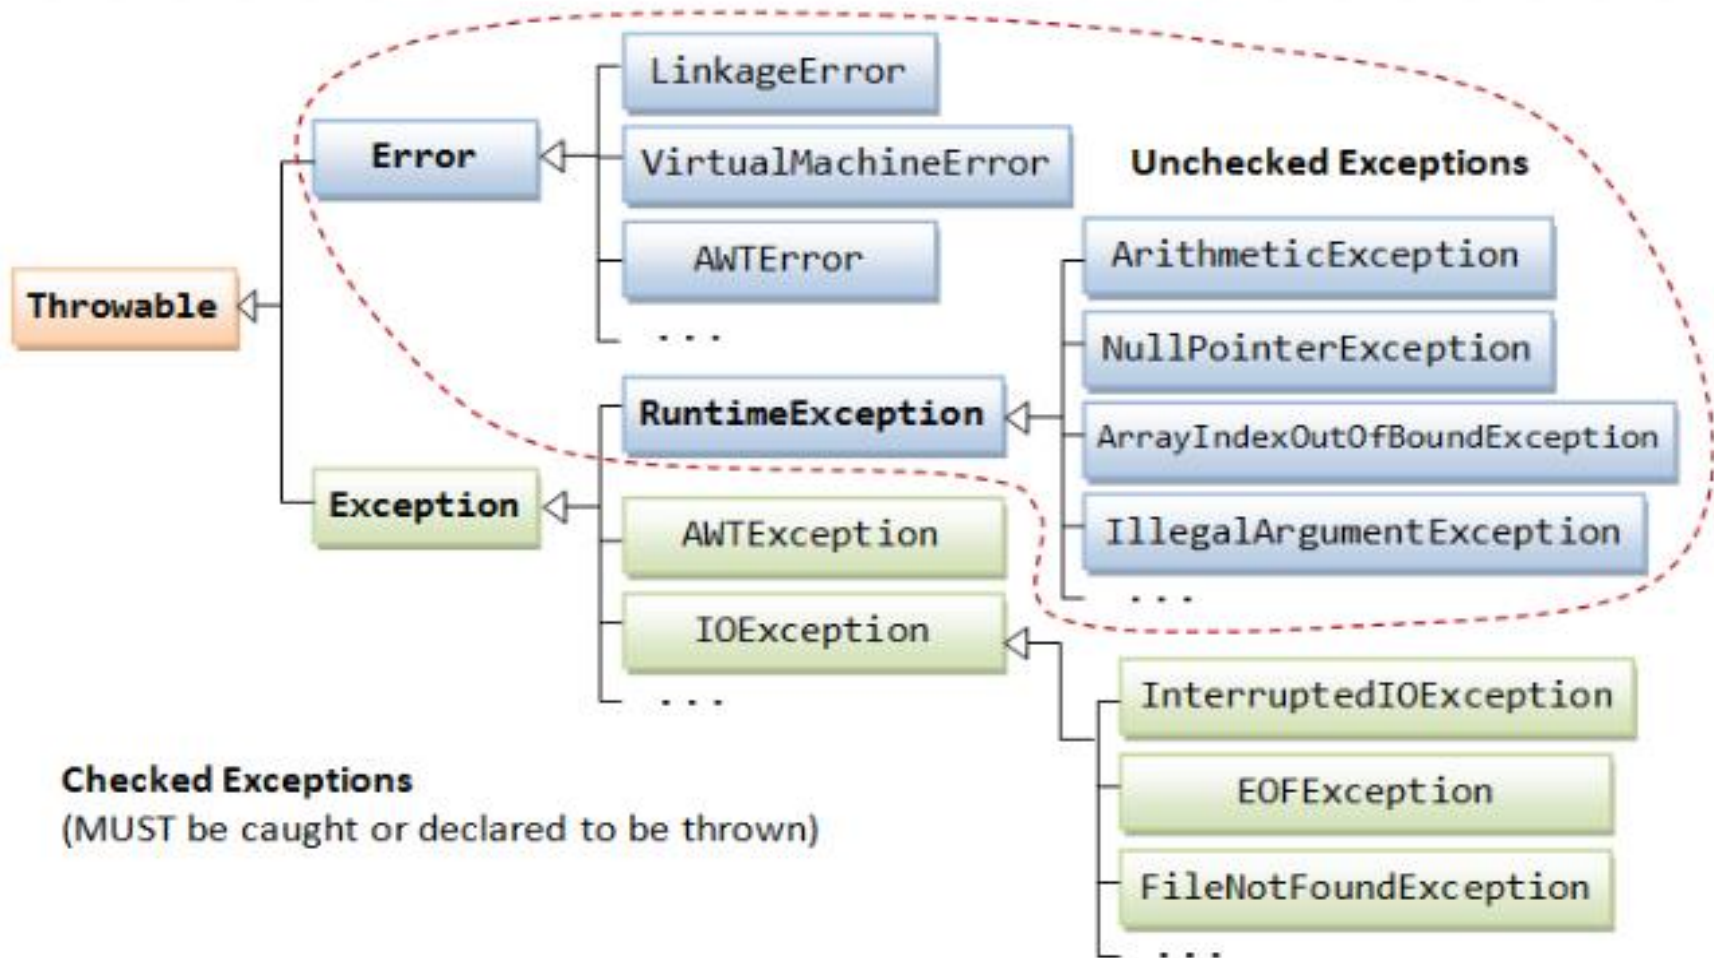 LinkageError
Error
VirtualMachineError
Unchecked Exceptions
AWTError
ArithmeticException
Throwable
...
NullPointerException
RuntimeException
ArrayIndexOutOfBoundException
Exception
AWTException
IllegalArgumentException
...
IOException
...
InterruptedIOException
Checked Exceptions
(MUST be caught or declared to be thrown)
EOFException
FileNotFoundException
...